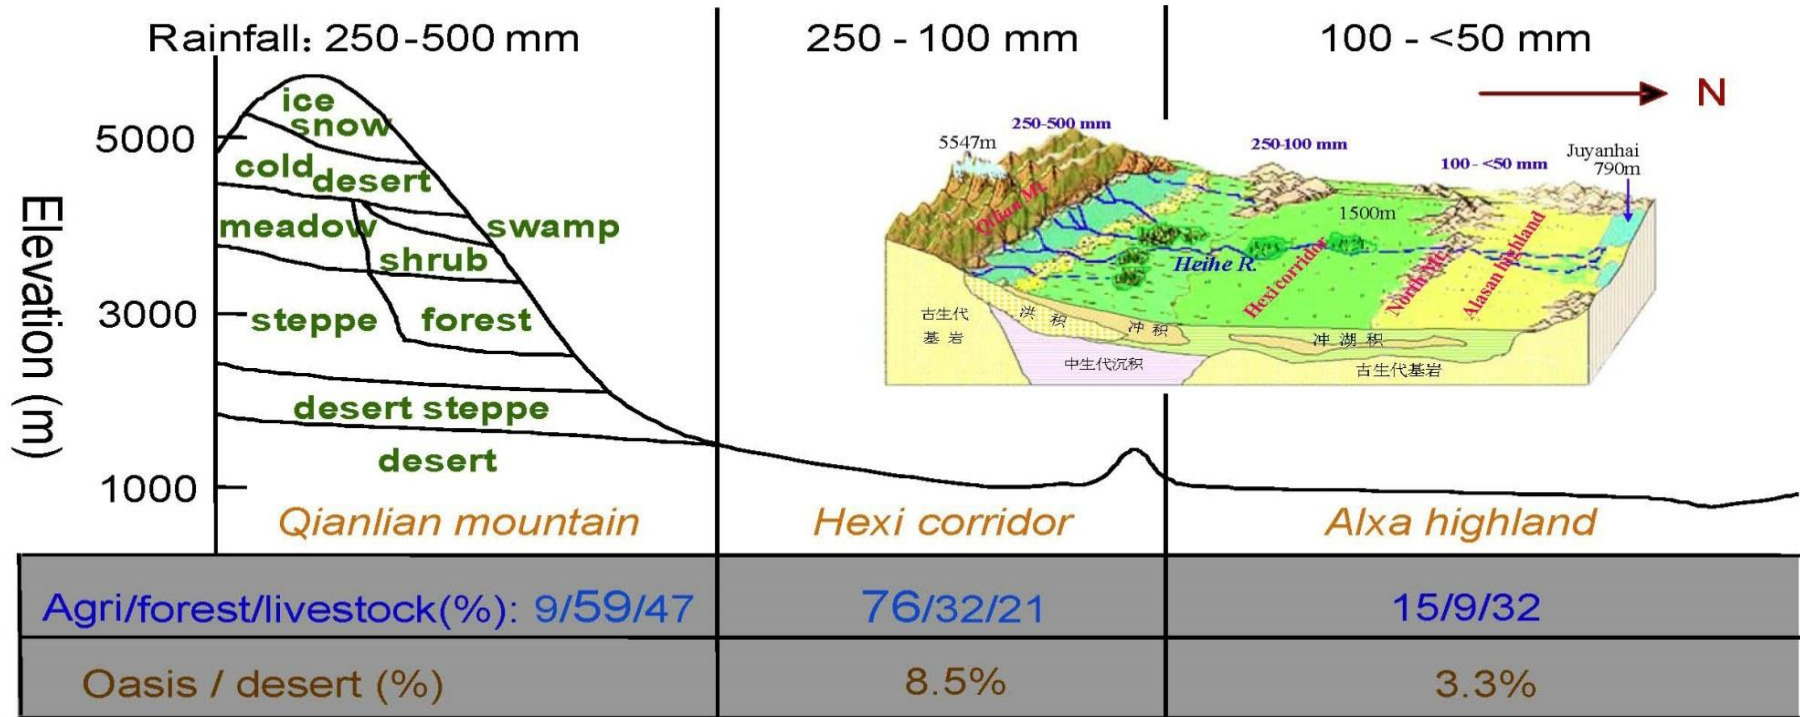 Rainfall: 250-500 mm
250 - 100 mm
100 - <50 mm
N
Elevation (m)
5000
3000
1000
ice
snow
cold desert
meadow
swamp
shrub
steppe
forest
desert steppe
desert
5547m
250-500 mm
250-100 mm
100 - <50 mm
Juyanhai
790m
Qilian Mt.
1500m
Heihe R.
Hexi corridor
North Mt.
Alasan highland
古生代
基岩
洪积
冲积
冲湖积
中生代沉积
古生代基岩
Qianlian mountain
Hexi corridor
Alxa highland
Agri/forest/livestock(%): 9/59/47
76/32/21
15/9/32
Oasis / desert (%)
8.5%
3.3%